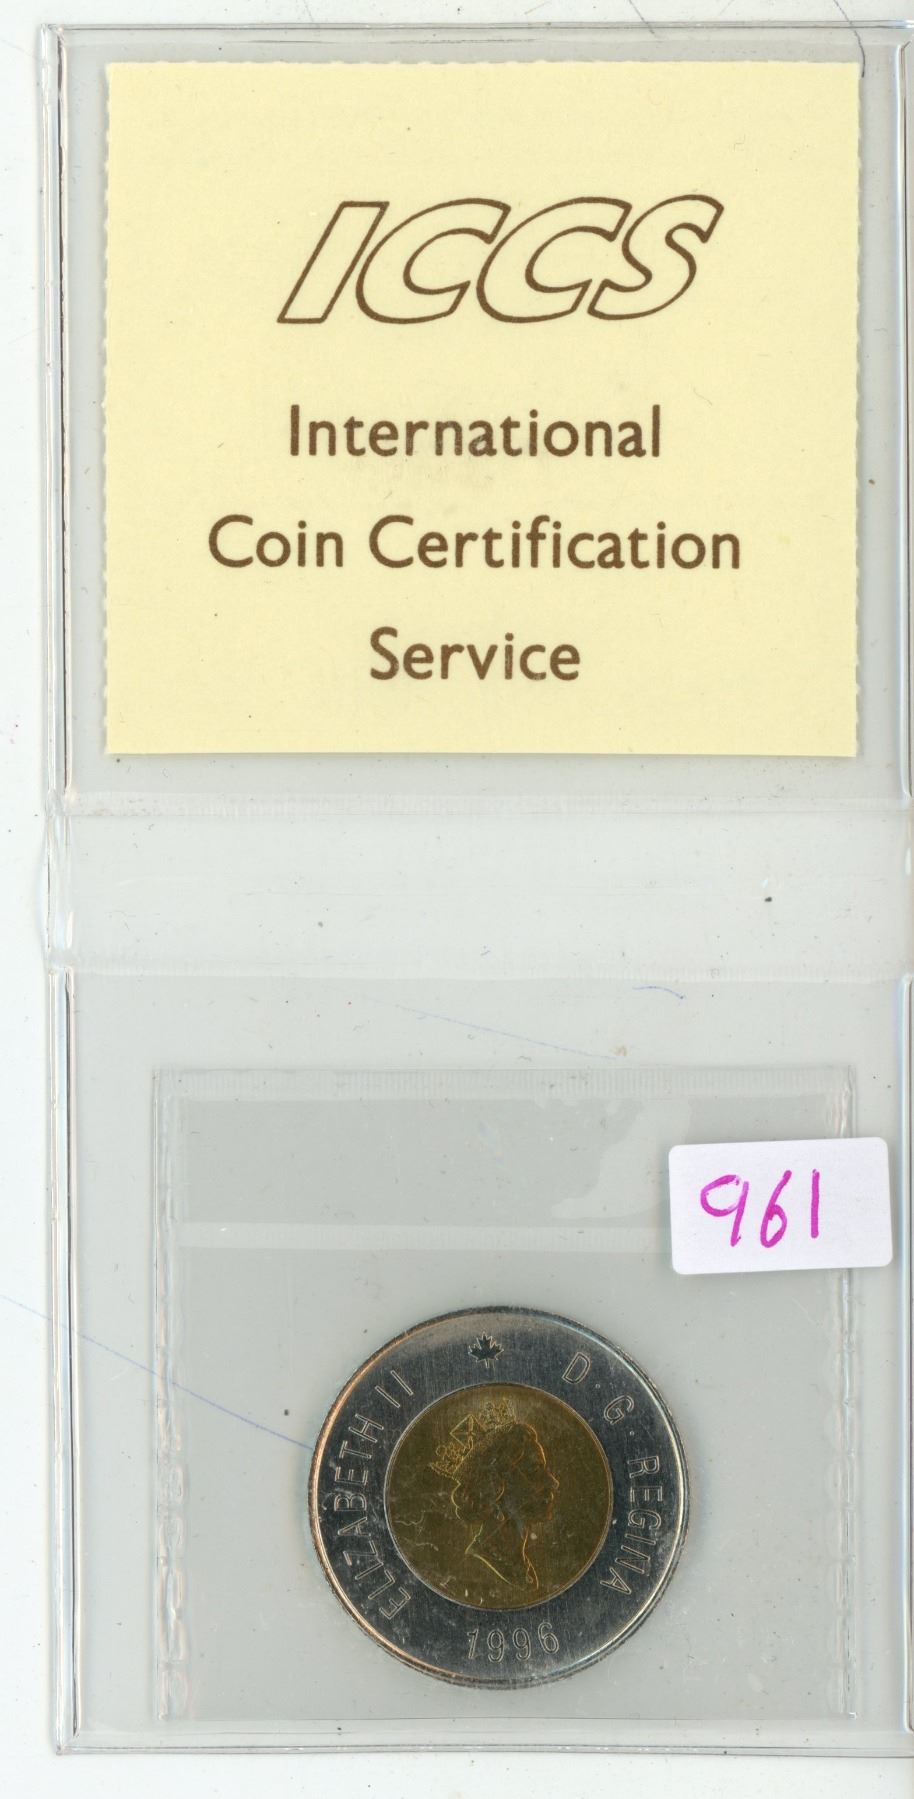 ICCS
International
Coin Certification
Service
961
ELIZABETH II D.G. REGINA
1996